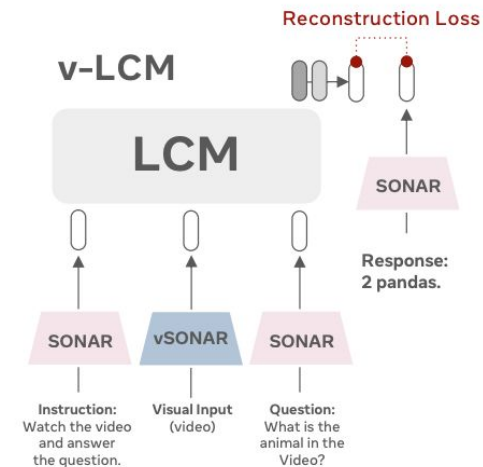 Reconstruction Loss
v-LCM
LCM
SONAR
Response:
2 pandas.
SONAR
vSONAR
SONAR
Instruction:
Watch the video
and answer
the question.
Visual Input
(video)
Question:
What is the
animal in the
Video?